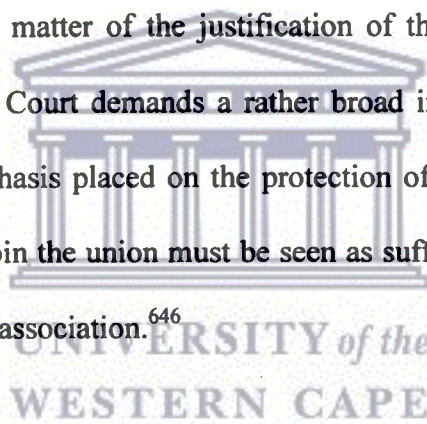 matter of the justification of th
Court demands a rather broad i
hasis placed on the protection of
oin the union must be seen as suff
association.646
UNIVERSITY of the
WESTERN CAPE